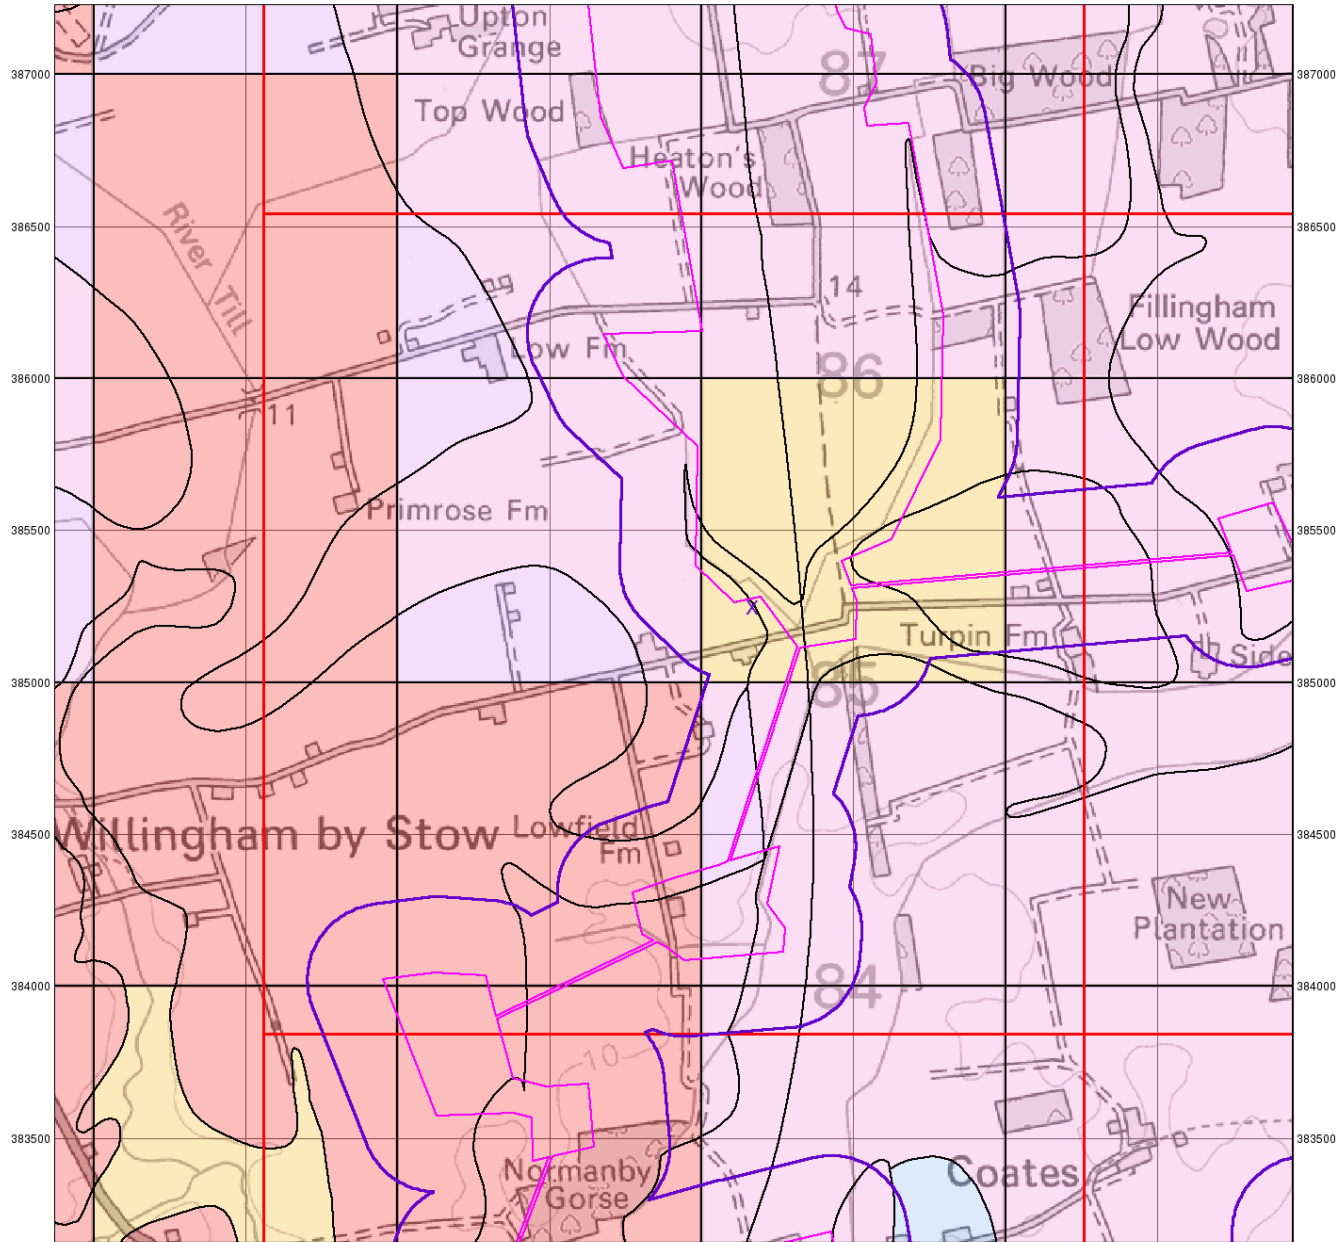 Upton
Grange
387000
87
Big Wood
387000
Top Wood
Heaton's
Wood
River Till
386500
386500
14
Fillingham
Low Wood
Low Fm
386000
86
386000
11
Primrose Fm
385500
385500
X
Turpin Fm
Side
385000
85
385000
Willingham by Stow
Lowfield
Fm
384500
384500
New
Plantation
384000
84
384000
10
383500
383500
Normanby
Gorse
Coates